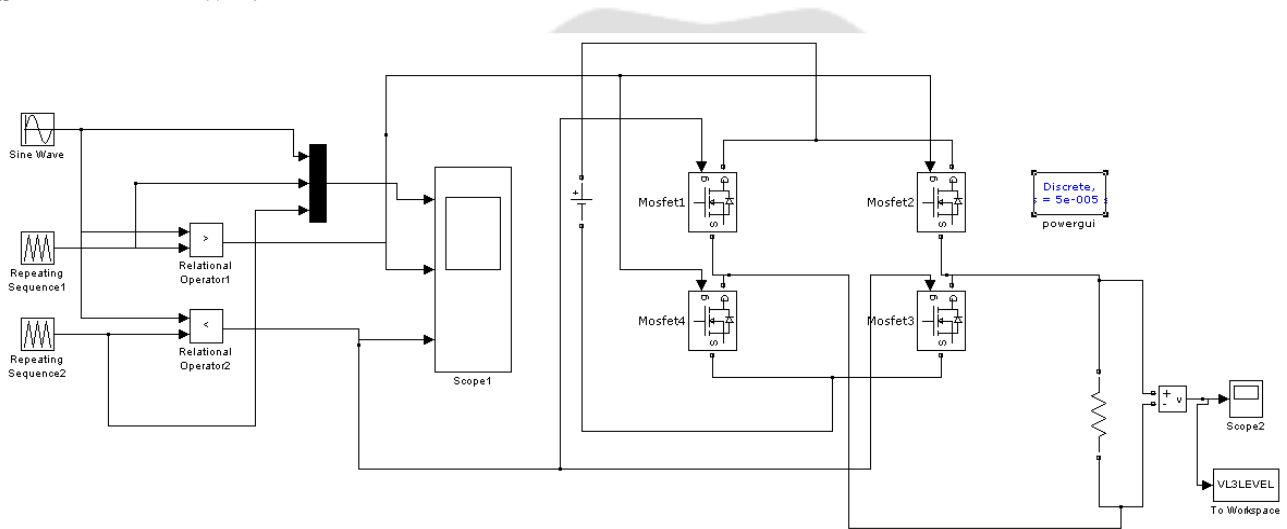 Sine Wave
Repeating
Sequence1
>
Relational
Operator1
Repeating
Sequence2
<
Relational
Operator2
Scope1
+
Mosfet1
g
D
S
Mosfet2
g
D
S
Mosfet4
g
D
S
Mosfet3
g
D
S
Discrete,
s = 5e-005 s
powergui
+
-
v
Scope2
VL3LEVEL
To Workspace